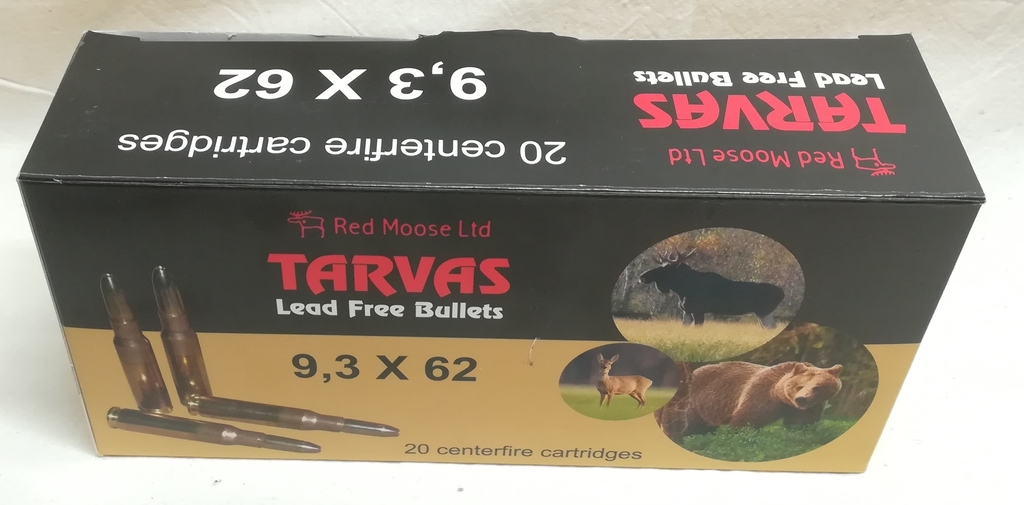 9,3 X 62
20 centerfire cartridges
Red Moose Ltd
TARVAS
Lead Free Bullets
Red Moose Ltd
TARVAS
Lead Free Bullets
9,3 X 62
20 centerfire cartridges